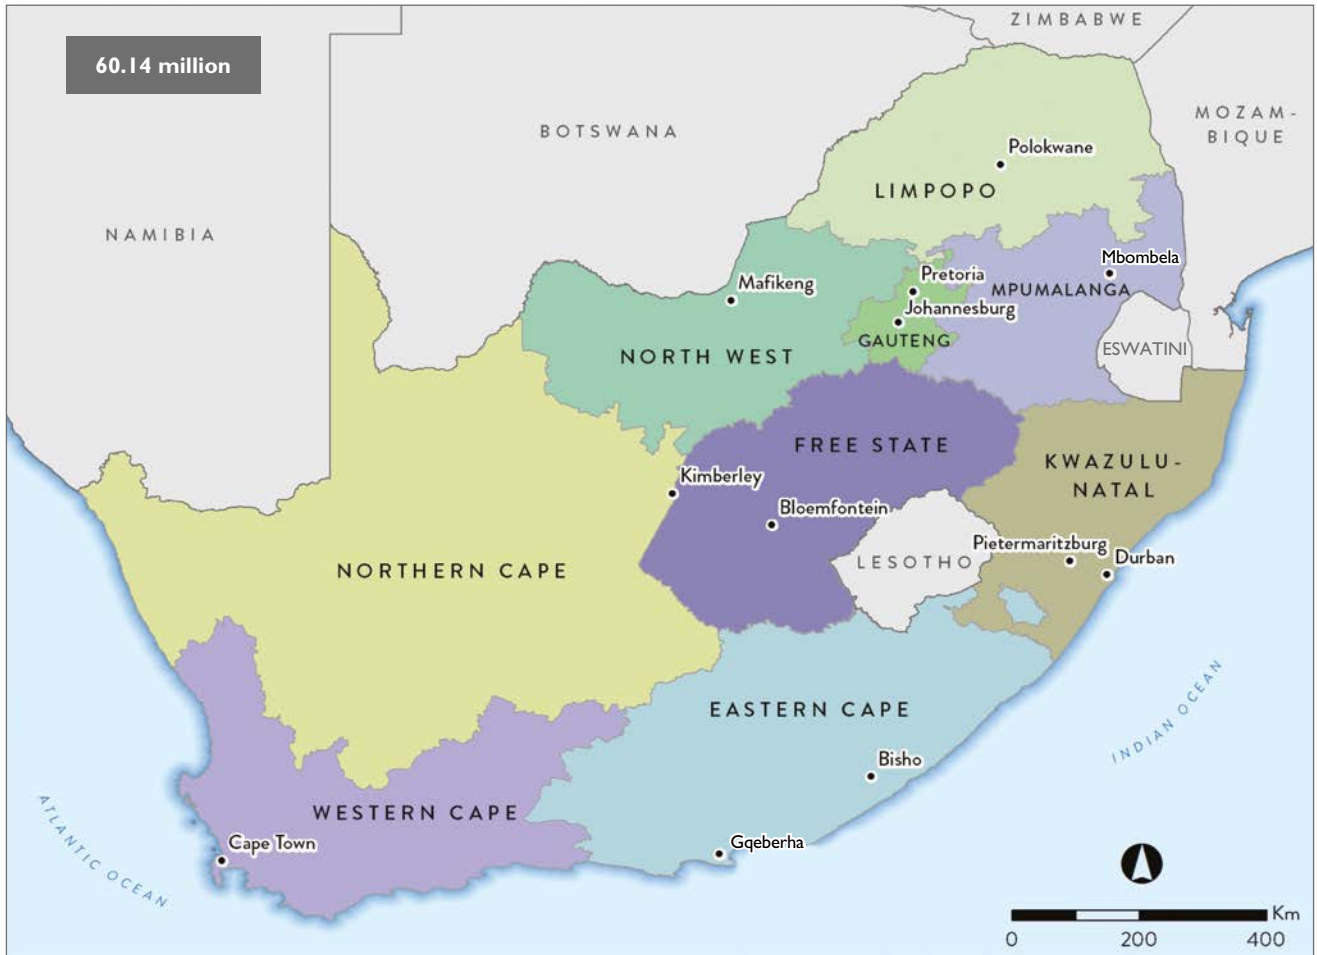 ZIMBABWE
60.14 million
MOZAM-
BIQUE
BOTSWANA
Polokwane
LIMPOPO
NAMIBIA
Mbombela
Pretoria
Mafikeng
MPUMALANGA
Johannesburg
GAUTENG
ESWATINI
NORTH WEST
FREE STATE
KWAZULU-
NATAL
Kimberley
Bloemfontein
Pietermaritzburg
Durban
LESOTHO
NORTHERN CAPE
EASTERN CAPE
INDIAN OCEAN
Bisho
WESTERN CAPE
Cape Town
Gqeberha
ATLANTIC OCEAN
Km
0 200 400